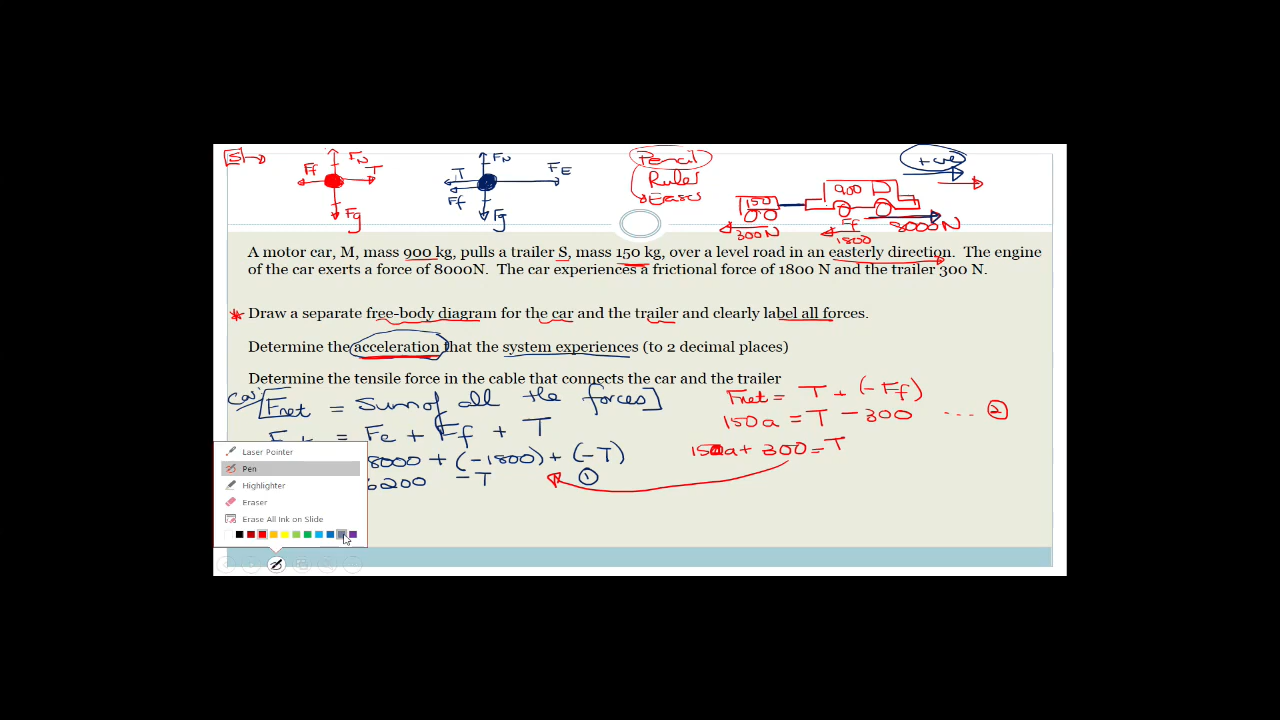 S
Ff FN T
Fg
T FN FE
Ff
Fg
Pencil
Ruler
Eraser
+ve
150
900
300N
Ff
1800
8000N
A motor car, M, mass 900 kg, pulls a trailer S, mass 150 kg, over a level road in an easterly direction. The engine
of the car exerts a force of 8000N. The car experiences a frictional force of 1800 N and the trailer 300 N.
Draw a separate free-body diagram for the car and the trailer and clearly label all forces.
Determine the acceleration that the system experiences (to 2 decimal places)
Determine the tensile force in the cable that connects the car and the trailer
Car: [Fnet = Sum of all the forces]
= Fe + Ff + T
8000 + (-1800) + (-T)
6200 - T ①
Fnet = T + (-Ff)
150a = T - 300 ... ②
150a + 300 = T
Laser Pointer
Pen
Highlighter
Eraser
Erase All Ink on Slide